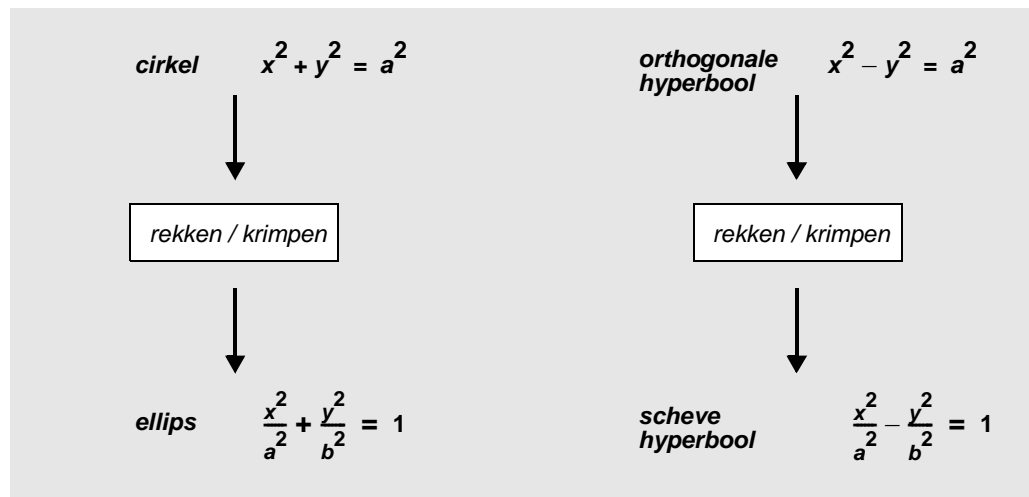 cirkel x² + y² = a²
rekken / krimpen
ellips x²/a² + y²/b² = 1
orthogonale
hyperbool x² − y² = a²
rekken / krimpen
scheve
hyperbool x²/a² − y²/b² = 1